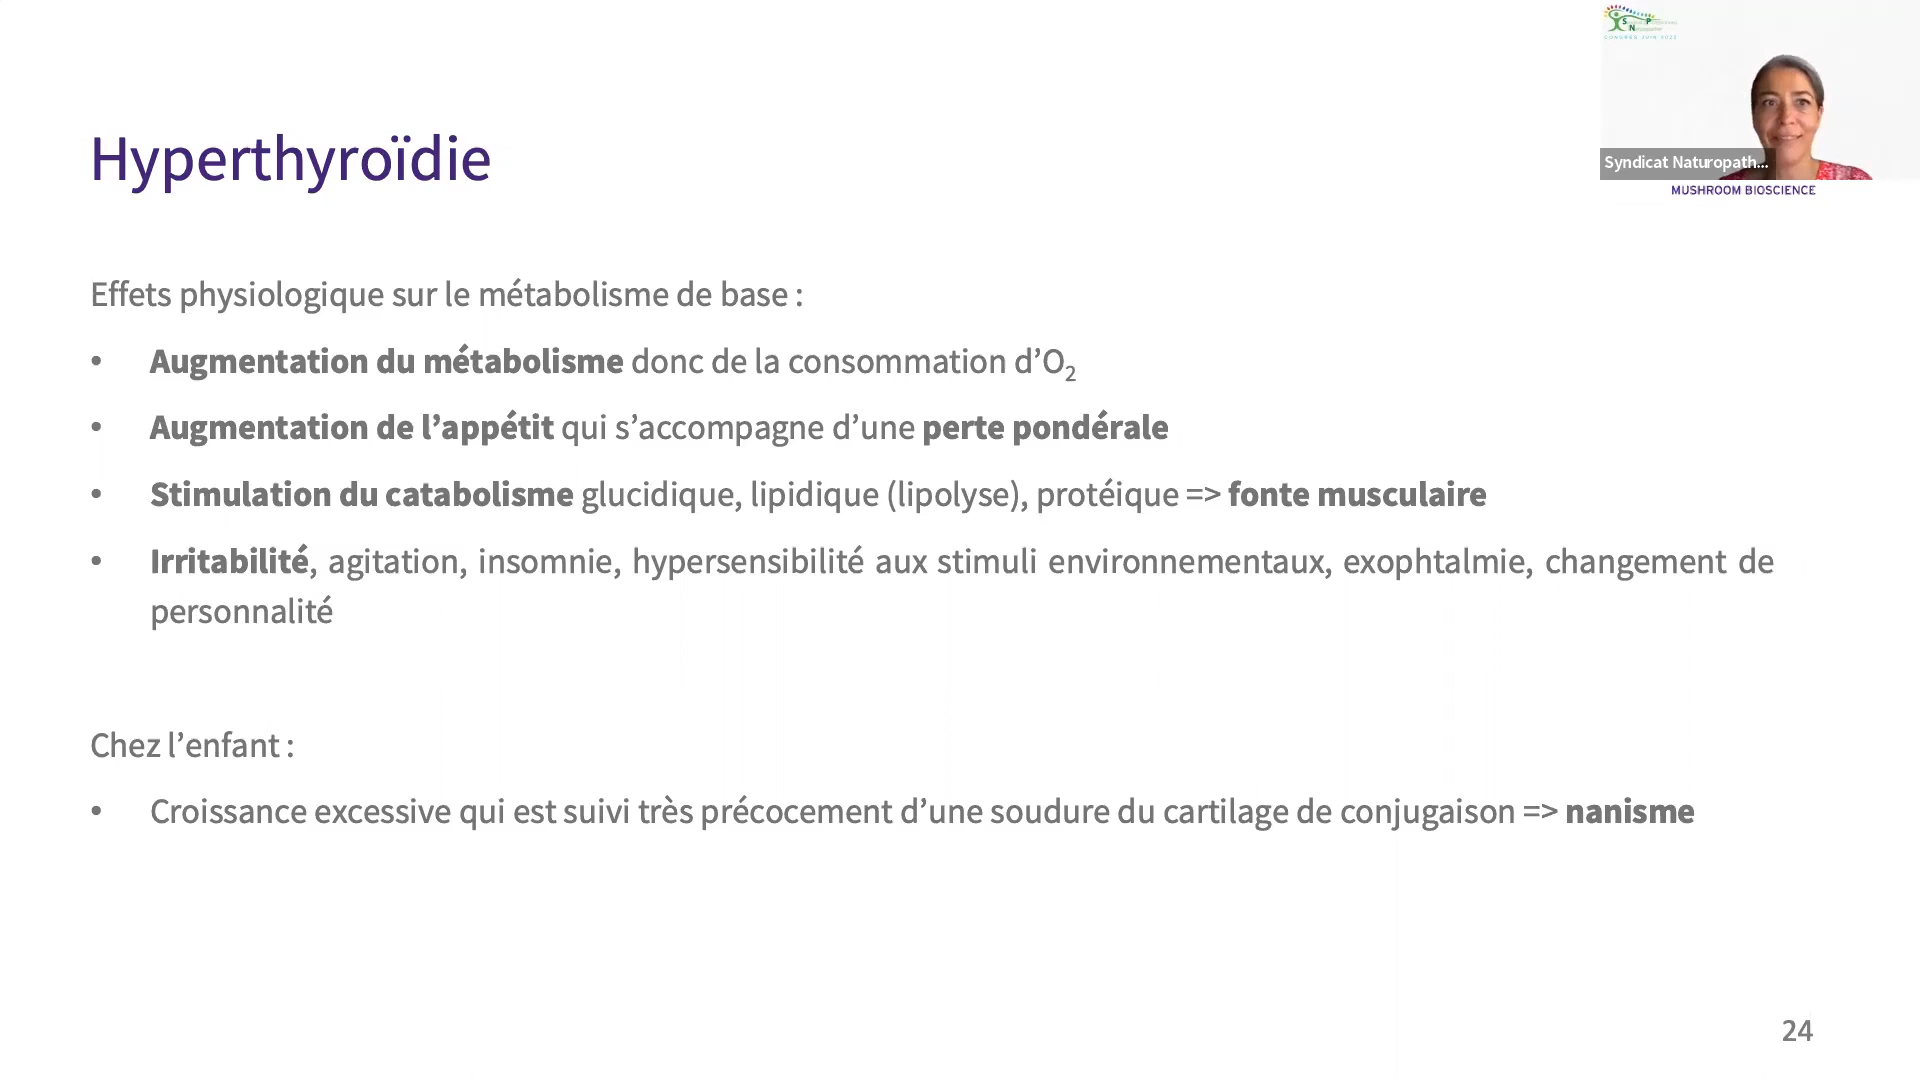 S P
N
CONGRÈS JUIN 2022
Syndicat Naturopath...
MUSHROOM BIOSCIENCE
Hyperthyroïdie
Effets physiologique sur le métabolisme de base :
• Augmentation du métabolisme donc de la consommation d’O₂
• Augmentation de l’appétit qui s’accompagne d’une perte pondérale
• Stimulation du catabolisme glucidique, lipidique (lipolyse), protéique => fonte musculaire
• Irritabilité, agitation, insomnie, hypersensibilité aux stimuli environnementaux, exophtalmie, changement de
personnalité
Chez l’enfant :
• Croissance excessive qui est suivi très précocement d’une soudure du cartilage de conjugaison => nanisme
24